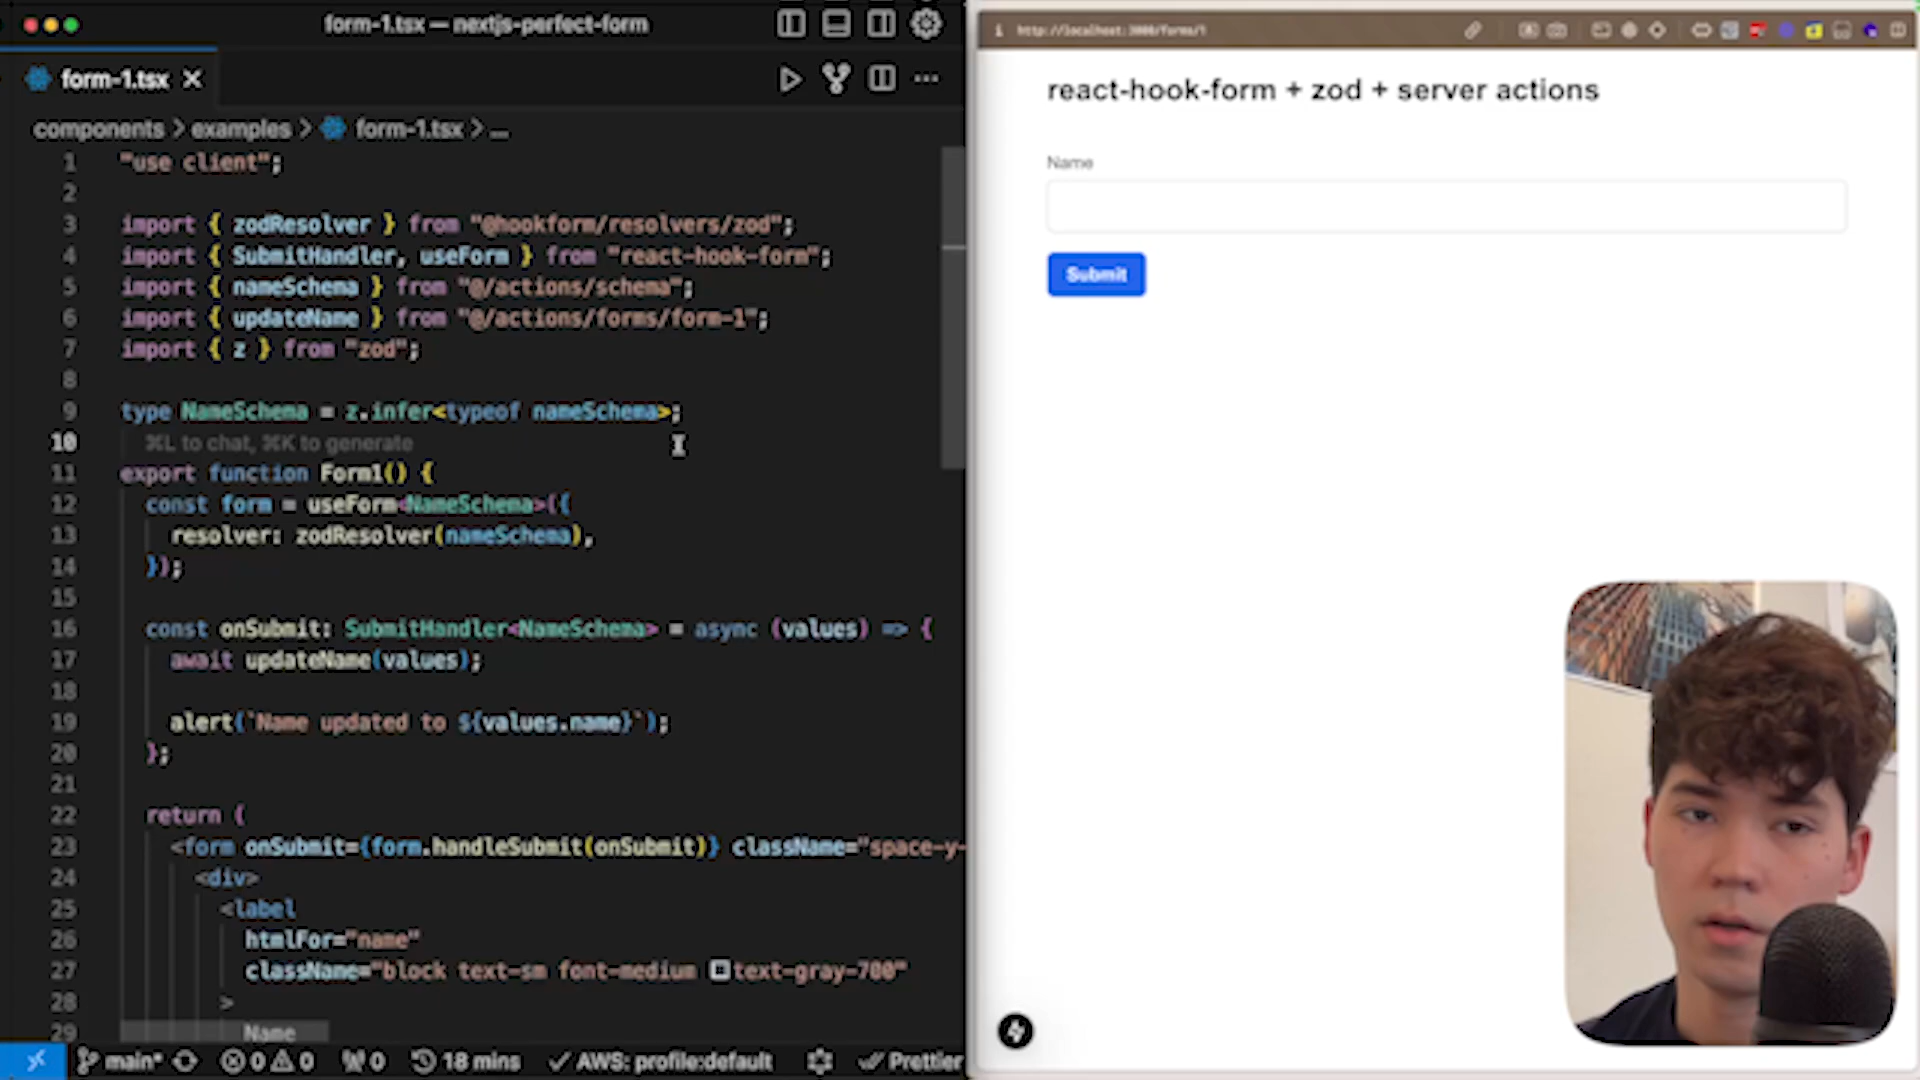 form-1.tsx — nextjs-perfect-form
form-1.tsx
components > examples > form-1.tsx > ...
1 "use client";
2
3 import { zodResolver } from "@hookform/resolvers/zod";
4 import { SubmitHandler, useForm } from "react-hook-form";
5 import { nameSchema } from "@/actions/schema";
6 import { updateName } from "@/actions/forms/form-1";
7 import { z } from "zod";
8
9 type NameSchema = z.infer<typeof nameSchema>;
10 ⌘L to chat, ⌘K to generate
11 export function Form1() {
12 const form = useForm<NameSchema>({
13 resolver: zodResolver(nameSchema),
14 });
15
16 const onSubmit: SubmitHandler<NameSchema> = async (values) => {
17 await updateName(values);
18
19 alert(`Name updated to ${values.name}`);
20 };
21
22 return (
23 <form onSubmit={form.handleSubmit(onSubmit)} className="space-y-
24 <div>
25 <label
26 htmlFor="name"
27 className="block text-sm font-medium text-gray-700"
28 >
29 Name
main* 0 0 0 18 mins AWS: profile:default Prettier
http://localhost:3000/forms/1
react-hook-form + zod + server actions
Name
Submit